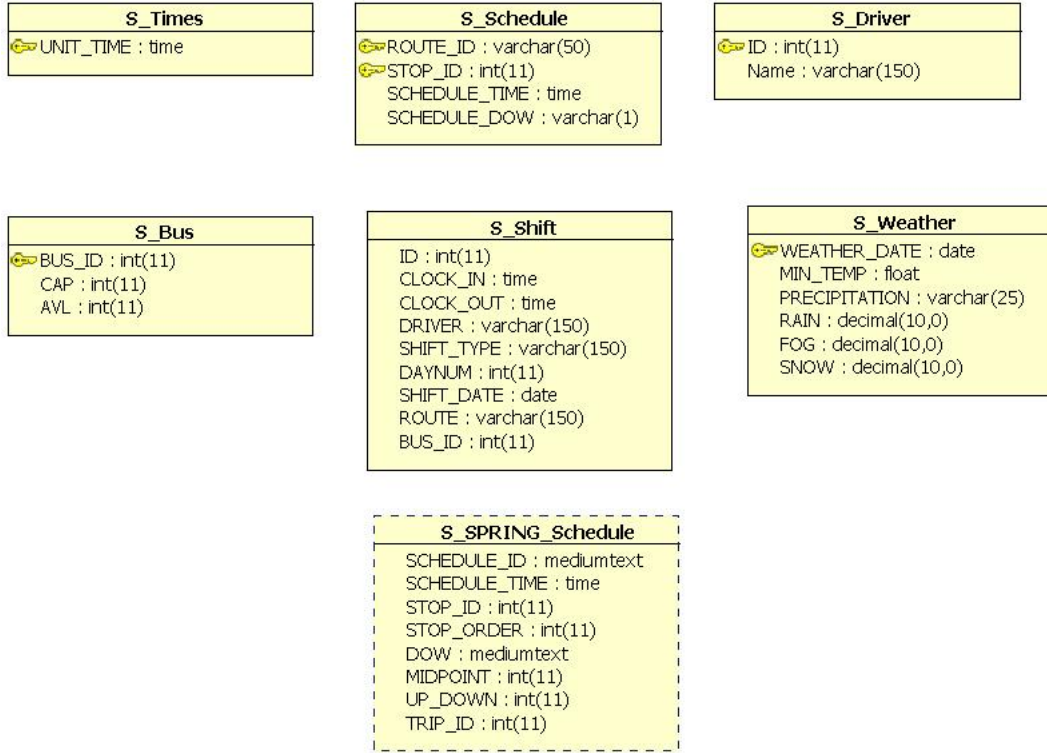 S_Times
UNIT_TIME : time
S_Schedule
ROUTE_ID : varchar(50)
STOP_ID : int(11)
SCHEDULE_TIME : time
SCHEDULE_DOW : varchar(1)
S_Driver
ID : int(11)
Name : varchar(150)
S_Bus
BUS_ID : int(11)
CAP : int(11)
AVL : int(11)
S_Shift
ID : int(11)
CLOCK_IN : time
CLOCK_OUT : time
DRIVER : varchar(150)
SHIFT_TYPE : varchar(150)
DAYNUM : int(11)
SHIFT_DATE : date
ROUTE : varchar(150)
BUS_ID : int(11)
S_Weather
WEATHER_DATE : date
MIN_TEMP : float
PRECIPITATION : varchar(25)
RAIN : decimal(10,0)
FOG : decimal(10,0)
SNOW : decimal(10,0)
S_SPRING_Schedule
SCHEDULE_ID : mediumtext
SCHEDULE_TIME : time
STOP_ID : int(11)
STOP_ORDER : int(11)
DOW : mediumtext
MIDPOINT : int(11)
UP_DOWN : int(11)
TRIP_ID : int(11)